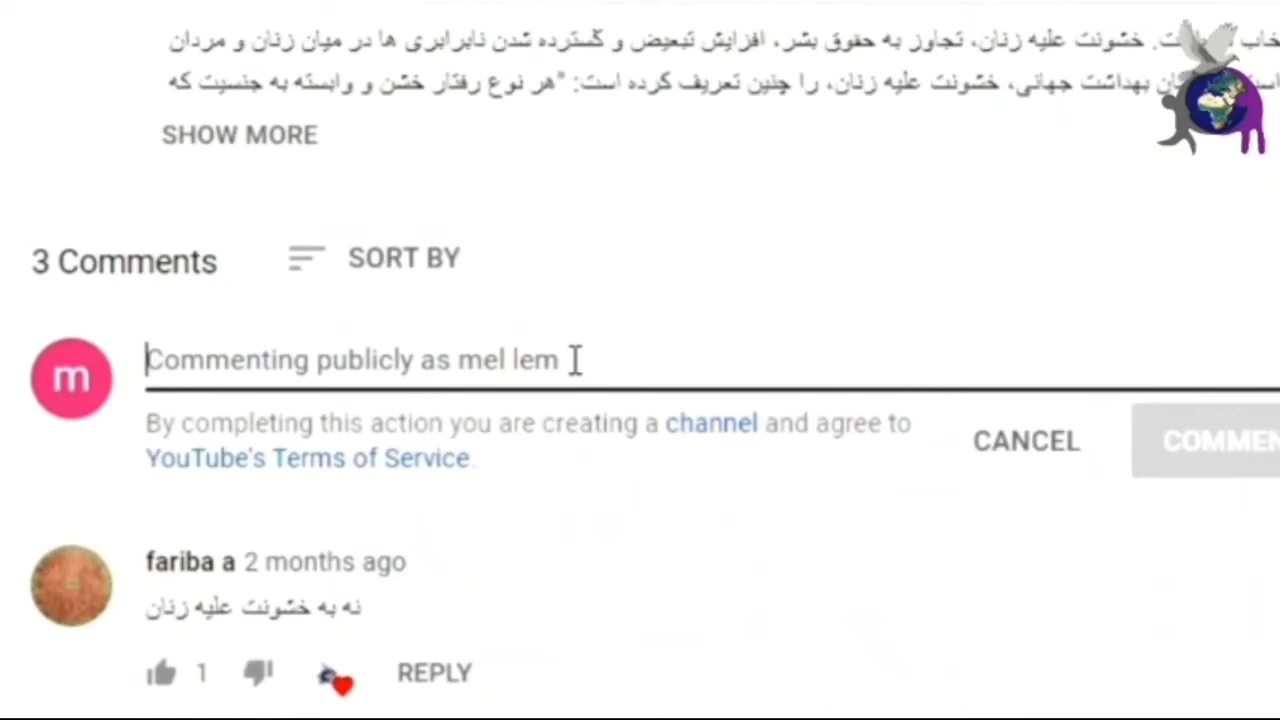 خشونت علیه زنان، تجاوز به حقوق بشر، افزایش تبعیض و گسترده شدن نابرابری ها در میان زنان و مردان
بهداشت جهانی، خشونت علیه زنان، را چنین تعریف کرده است: "هر نوع رفتار خشن و وابسته به جنسیت که
SHOW MORE
3 Comments SORT BY
m Commenting publicly as mel lem
By completing this action you are creating a channel and agree to
YouTube's Terms of Service.
CANCEL COMMEN
fariba a 2 months ago
نه به خشونت علیه زنان
1 REPLY